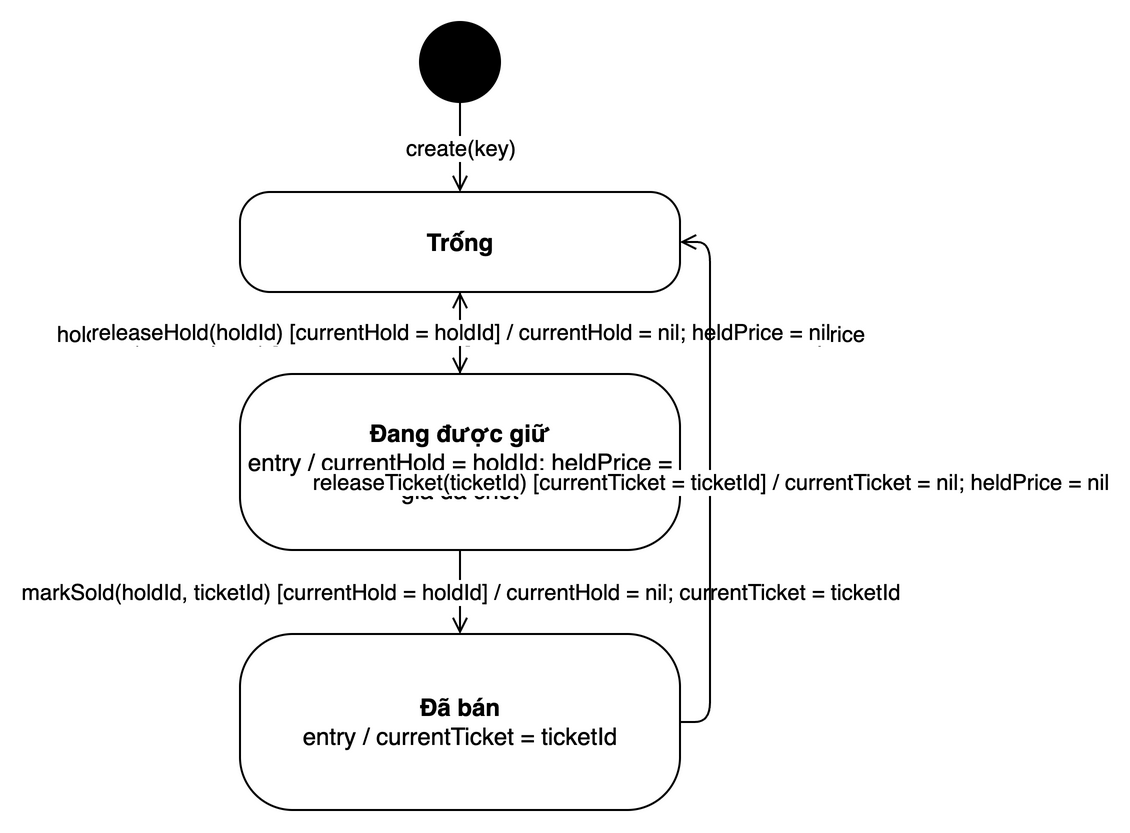 create(key)
Trống
releaseHold(holdId) [currentHold = holdId] / currentHold = nil; heldPrice = nil
Đang được giữ
entry / currentHold = holdId; heldPrice =
releaseTicket(ticketId) [currentTicket = ticketId] / currentTicket = nil; heldPrice = nil
markSold(holdId, ticketId) [currentHold = holdId] / currentHold = nil; currentTicket = ticketId
Đã bán
entry / currentTicket = ticketId